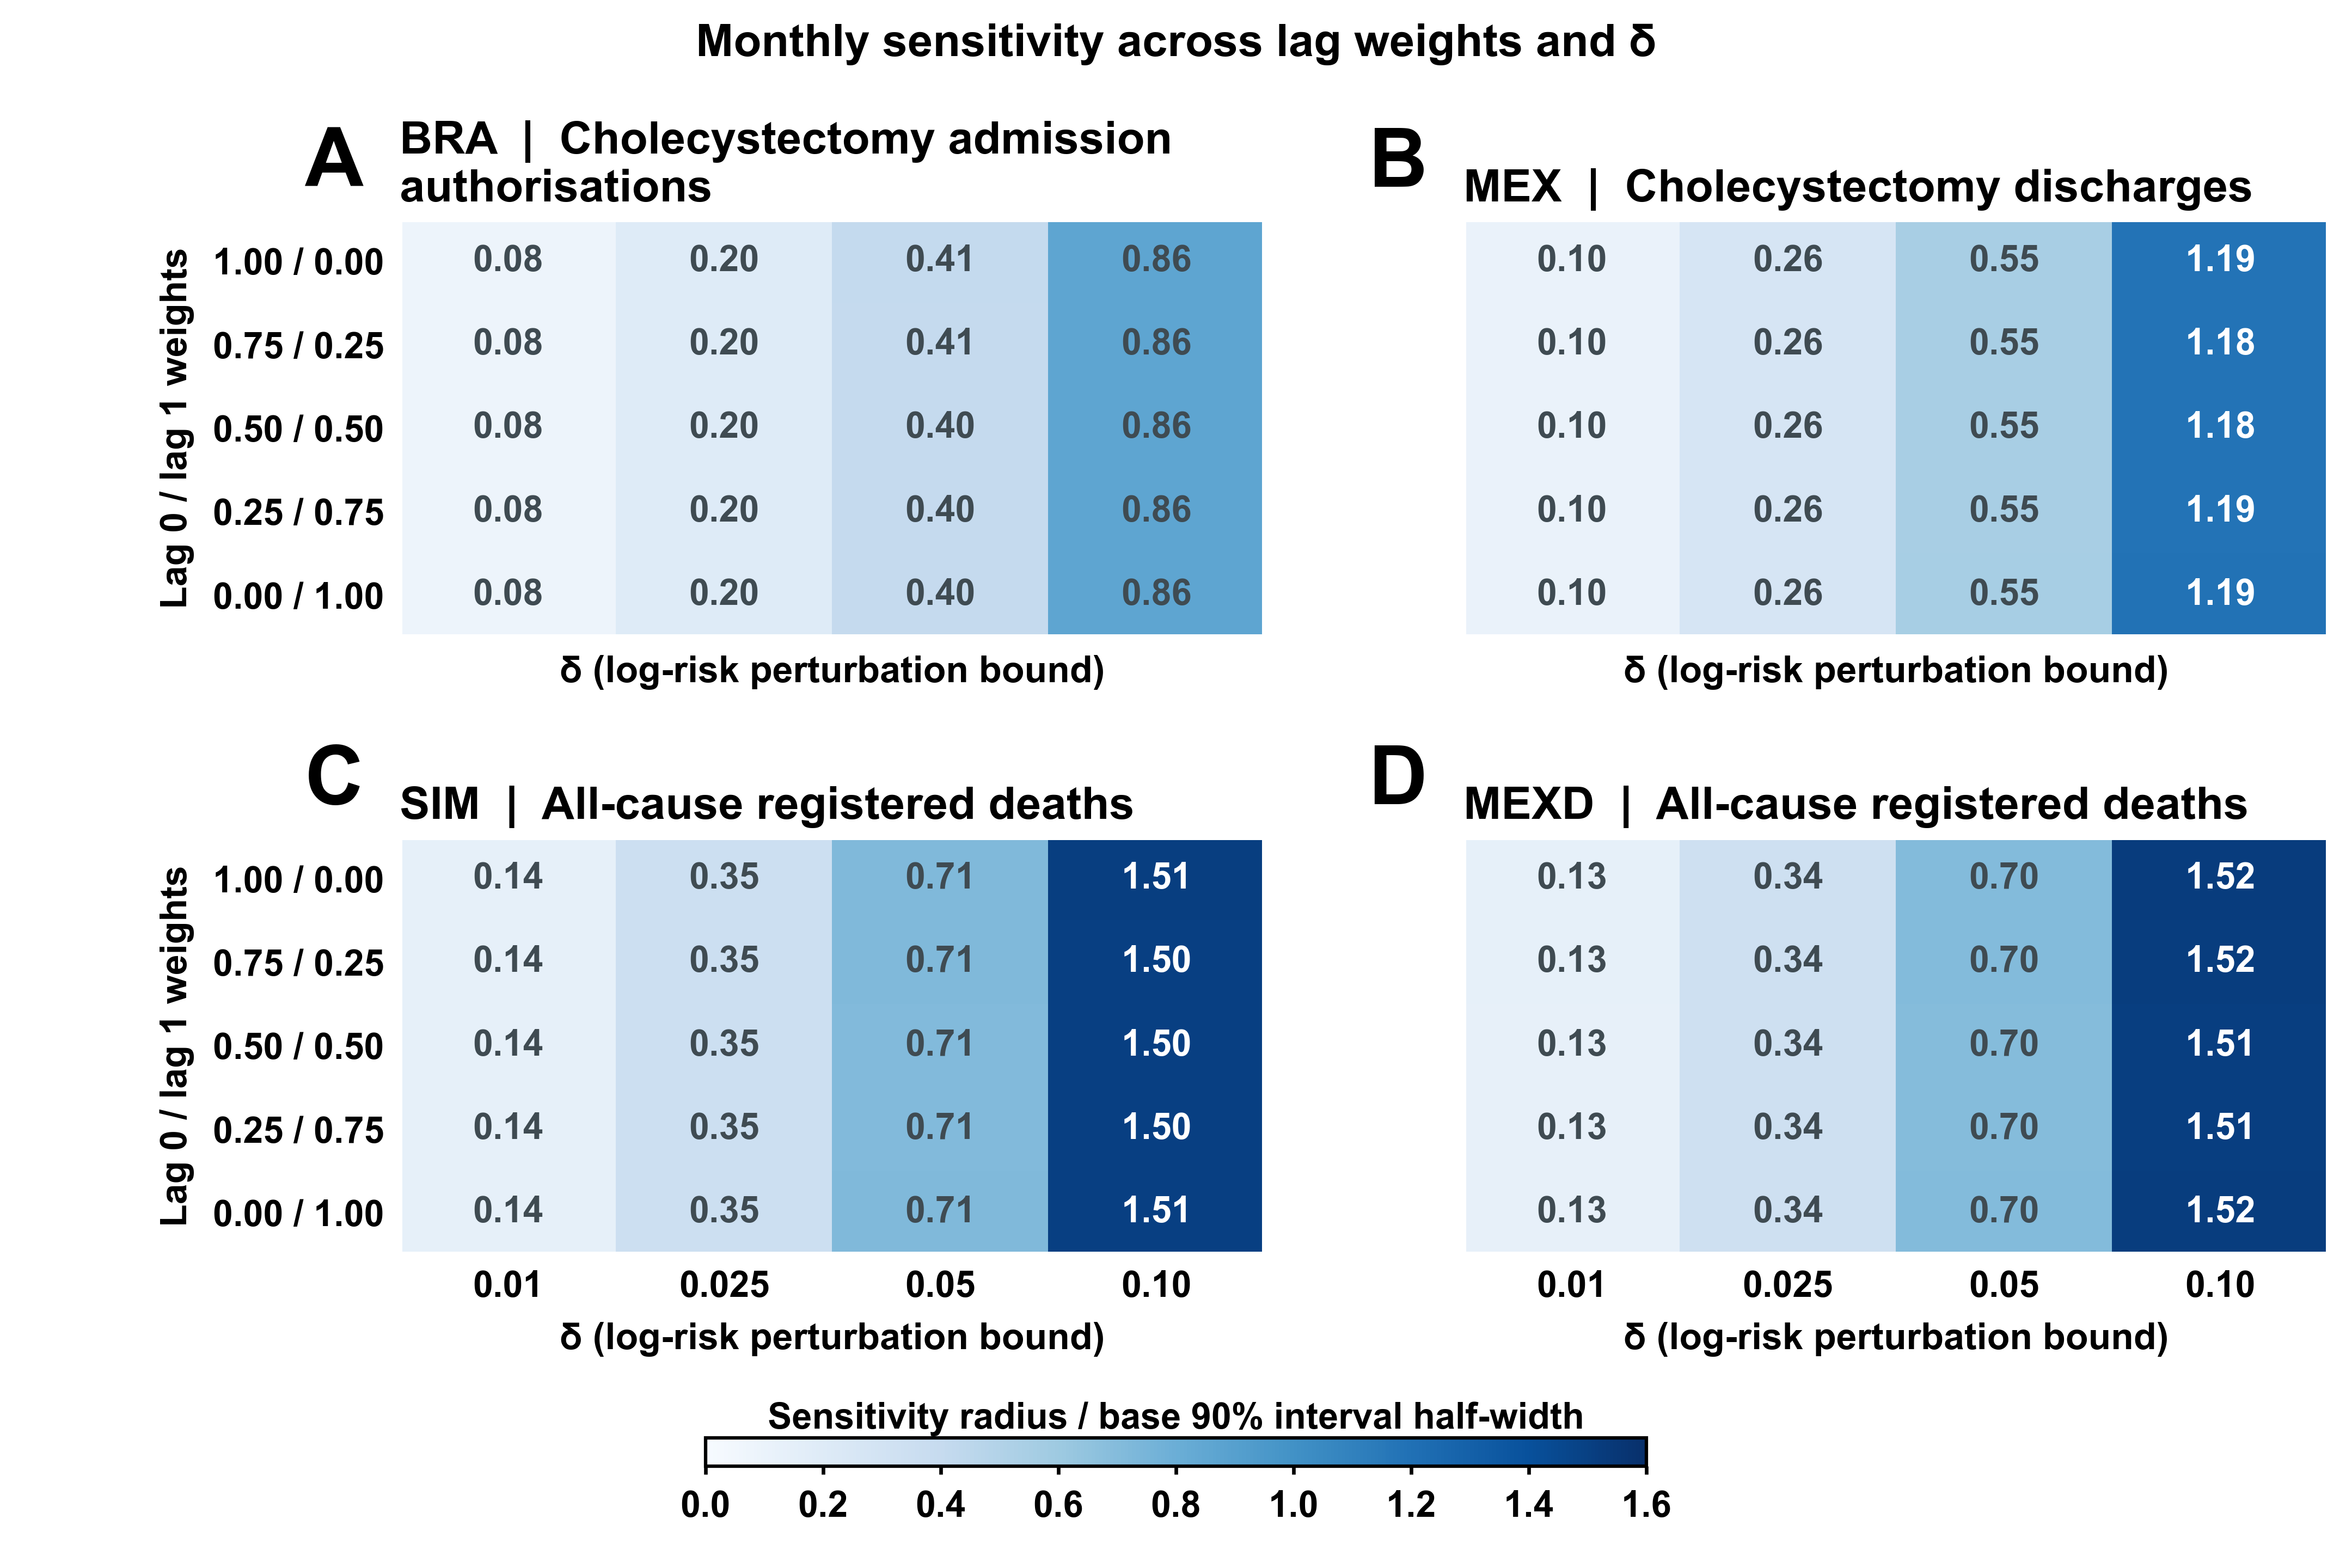 Monthly sensitivity across lag weights and δ
A
BRA | Cholecystectomy admission
authorisations
Lag 0 / lag 1 weights
1.00 / 0.00 0.08 0.20 0.41 0.86
0.75 / 0.25 0.08 0.20 0.41 0.86
0.50 / 0.50 0.08 0.20 0.40 0.86
0.25 / 0.75 0.08 0.20 0.40 0.86
0.00 / 1.00 0.08 0.20 0.40 0.86
δ (log-risk perturbation bound)
B
MEX | Cholecystectomy discharges
0.10 0.26 0.55 1.19
0.10 0.26 0.55 1.18
0.10 0.26 0.55 1.18
0.10 0.26 0.55 1.19
0.10 0.26 0.55 1.19
δ (log-risk perturbation bound)
C
SIM | All-cause registered deaths
Lag 0 / lag 1 weights
1.00 / 0.00 0.14 0.35 0.71 1.51
0.75 / 0.25 0.14 0.35 0.71 1.50
0.50 / 0.50 0.14 0.35 0.71 1.50
0.25 / 0.75 0.14 0.35 0.71 1.50
0.00 / 1.00 0.14 0.35 0.71 1.51
0.01 0.025 0.05 0.10
δ (log-risk perturbation bound)
D
MEXD | All-cause registered deaths
0.13 0.34 0.70 1.52
0.13 0.34 0.70 1.52
0.13 0.34 0.70 1.51
0.13 0.34 0.70 1.51
0.13 0.34 0.70 1.52
0.01 0.025 0.05 0.10
δ (log-risk perturbation bound)
Sensitivity radius / base 90% interval half-width
0.0 0.2 0.4 0.6 0.8 1.0 1.2 1.4 1.6